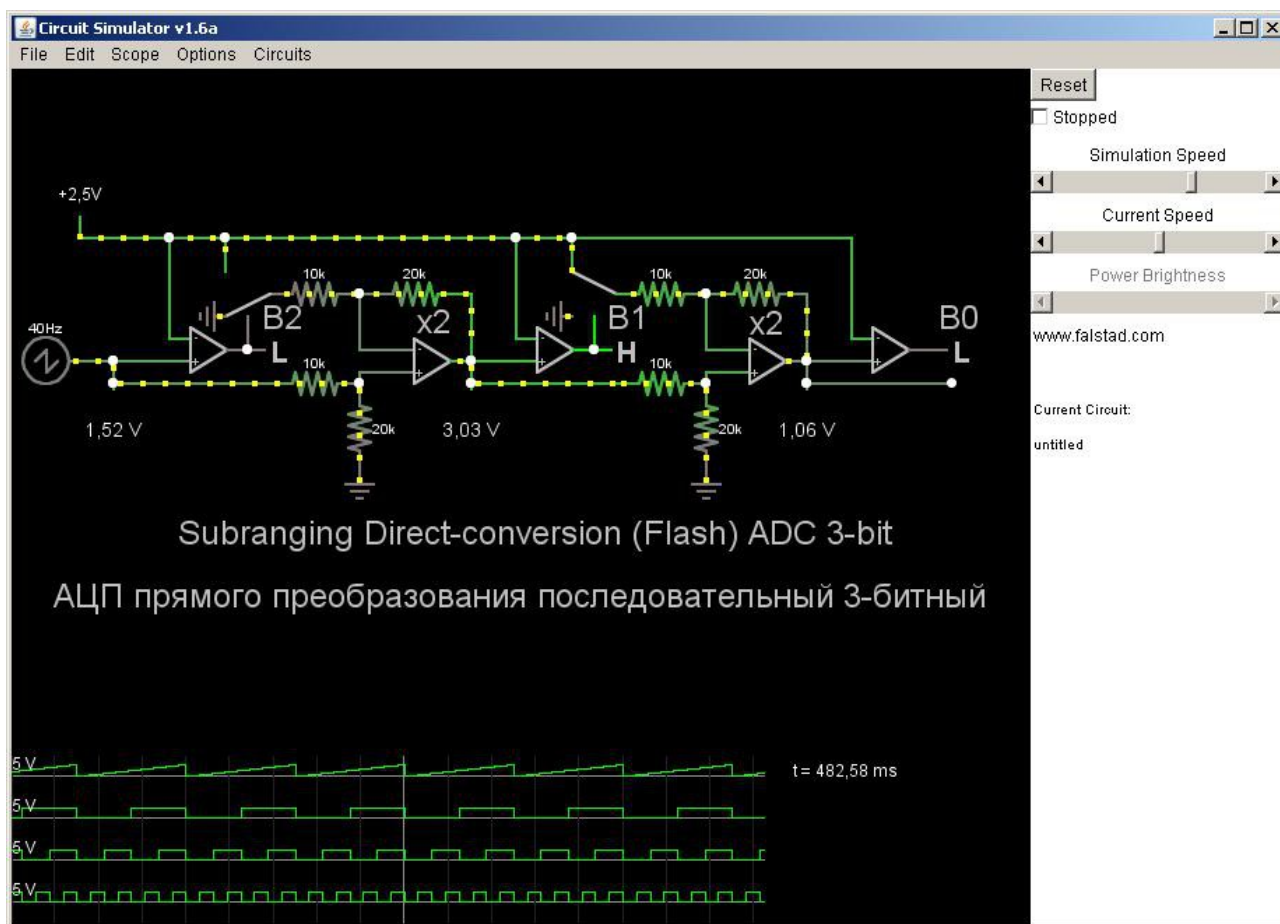 Circuit Simulator v1.6a
File Edit Scope Options Circuits
Reset
Stopped
Simulation Speed
Current Speed
Power Brightness
www.falstad.com
Current Circuit:
untitled
+2,5V
10k 20k 10k 20k
40Hz
B2 x2 B1 x2 B0
L H L
10k 10k
1,52 V 20k 3,03 V 20k 1,06 V
Subranging Direct-conversion (Flash) ADC 3-bit
АЦП прямого преобразования последовательный 3-битный
5 V
t = 482,58 ms
5 V
5 V
5 V